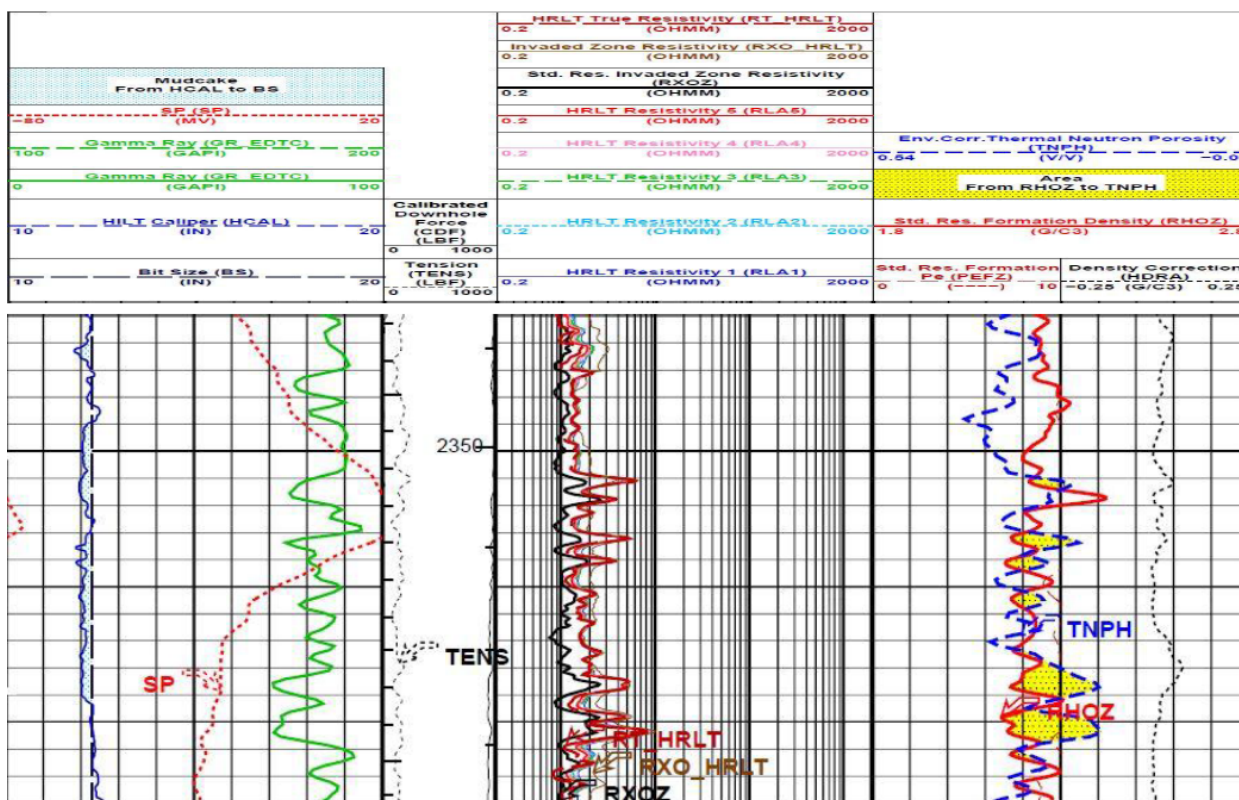 HRLT True Resistivity (RT_HRLT)
0.2 (OHMM) 2000
Invaded Zone Resistivity (RXO_HRLT)
0.2 (OHMM) 2000
Mudcake
From HCAL to BS
Std. Res. Invaded Zone Resistivity
(RXOZ)
0.2 (OHMM) 2000
SP (SP)
-80 (MV) 20
HRLT Resistivity 5 (RLA5)
0.2 (OHMM) 2000
Gamma Ray (GR_EDTC)
100 (GAPI) 200
HRLT Resistivity 4 (RLA4)
0.2 (OHMM) 2000
Env.Corr.Thermal Neutron Porosity
(TNPH)
0.54 (V/V) -0.0
Gamma Ray (GR_EDTC)
0 (GAPI) 100
HRLT Resistivity 3 (RLA3)
0.2 (OHMM) 2000
Area
From RHOZ to TNPH
HILT Caliper (HCAL)
10 (IN) 20
Calibrated
Downhole
Force
(CDF)
(LBF)
0 1000
HRLT Resistivity 2 (RLA2)
0.2 (OHMM) 2000
Std. Res. Formation Density (RHOZ)
1.8 (G/C3) 2.8
Bit Size (BS)
10 (IN) 20
Tension
(TENS)
(LBF)
0 1000
HRLT Resistivity 1 (RLA1)
0.2 (OHMM) 2000
Std. Res. Formation
Pe (PEFZ)
0 (----) 10
Density Correction
(HDRA)
-0.25 (G/C3) 0.25
2350
TNPH
TENS
SP
RHOZ
RT_HRLT
RXO_HRLT
RXOZ